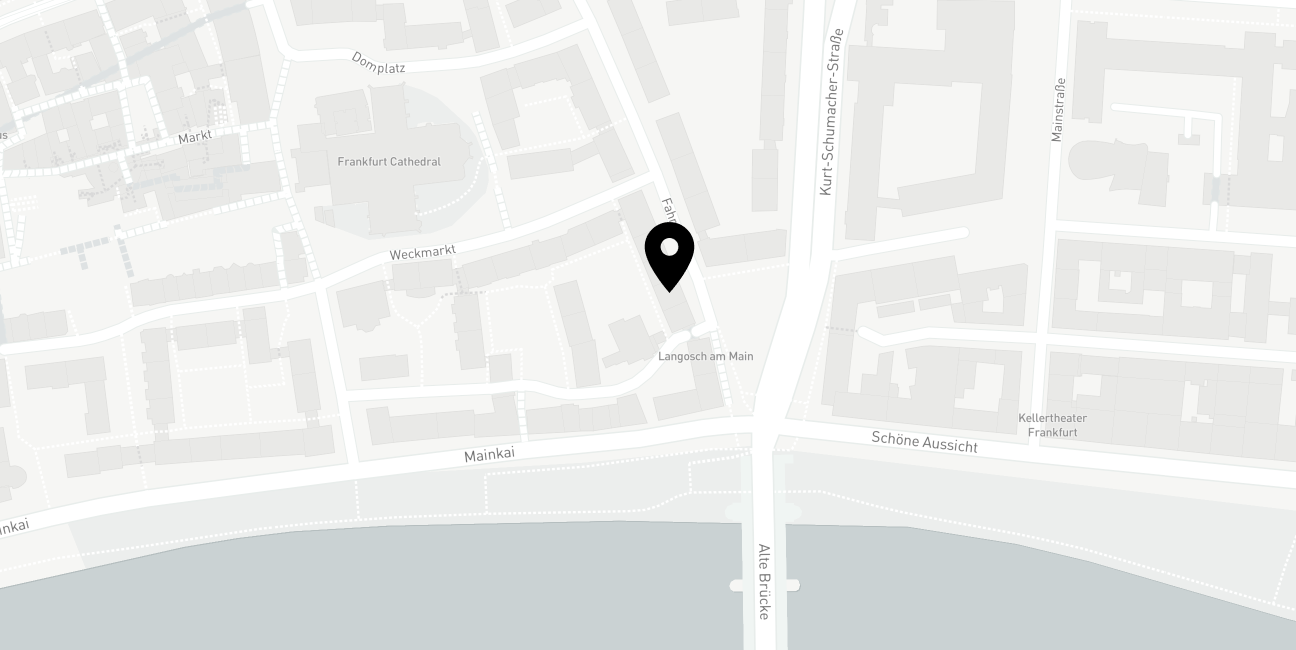 Domplatz
Kurt-Schumacher-Straße
Mainstraße
Markt
Frankfurt Cathedral
Weckmarkt
Langosch am Main
Kellertheater
Frankfurt
Schöne Aussicht
Mainkai
inkai
Alte Brücke